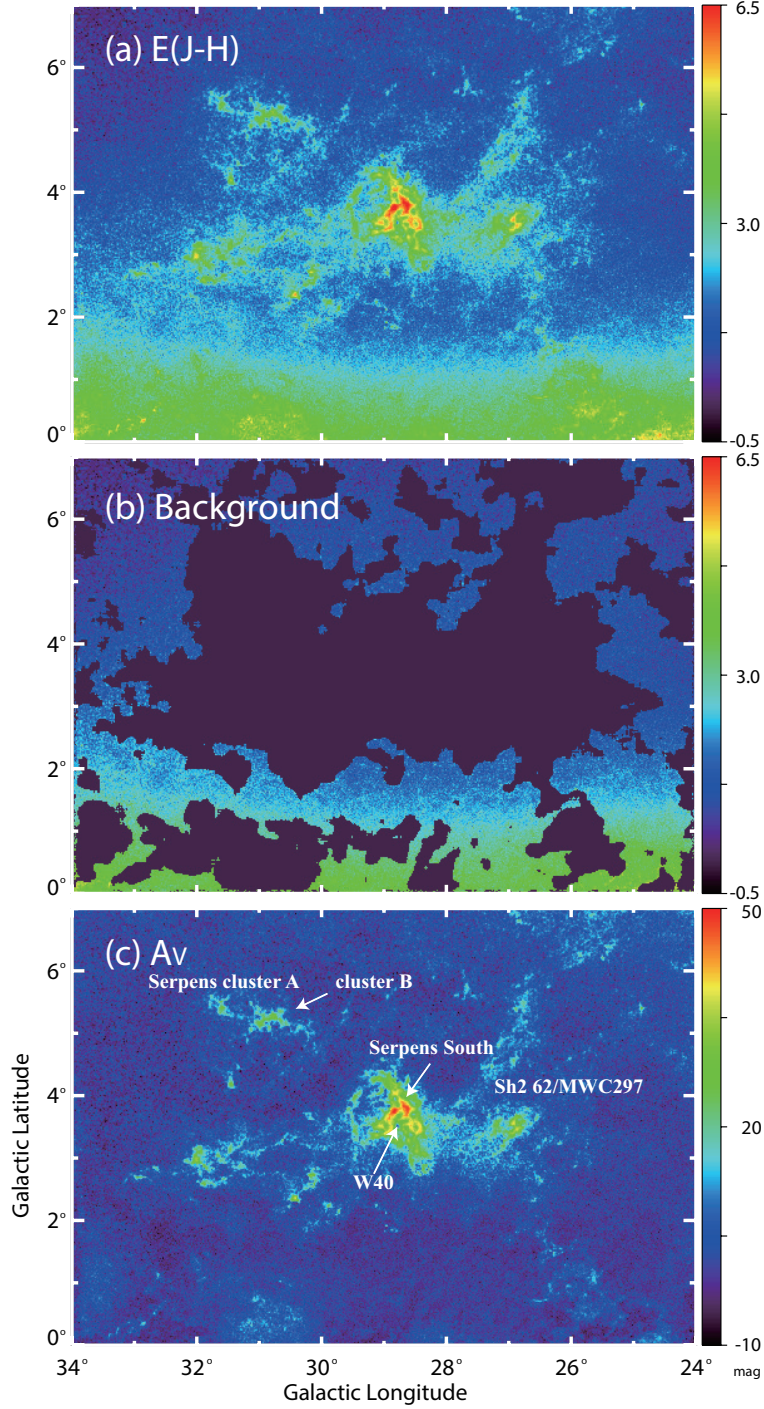 (a) E(J-H)
6.5
6°
4°
3.0
2°
0°
-0.5
(b) Background
6.5
6°
4°
3.0
2°
0°
-0.5
(c) AV
50
6°
Serpens cluster A
cluster B
Serpens South
4°
Sh2 62/MWC297
20
W40
2°
0°
-10
34°
32°
30°
28°
26°
24°
mag
Galactic Longitude
Galactic Latitude